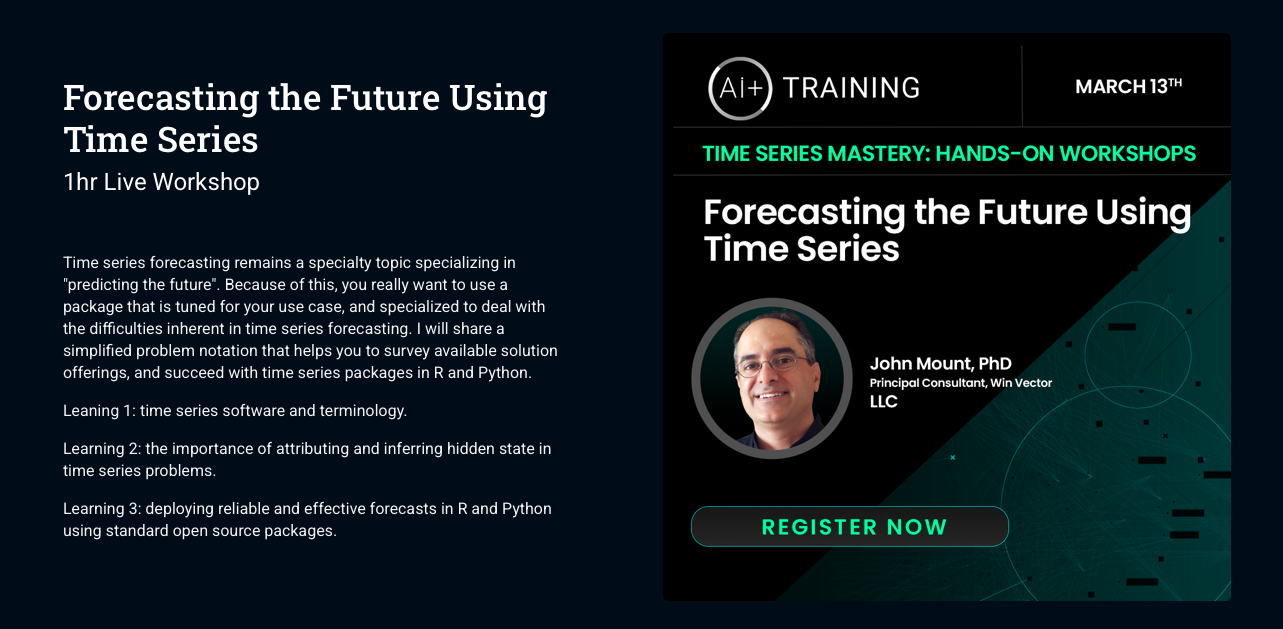 Forecasting the Future Using
Time Series
1hr Live Workshop
Time series forecasting remains a specialty topic specializing in
"predicting the future". Because of this, you really want to use a
package that is tuned for your use case, and specialized to deal with
the difficulties inherent in time series forecasting. I will share a
simplified problem notation that helps you to survey available solution
offerings, and succeed with time series packages in R and Python.
Leaning 1: time series software and terminology.
Learning 2: the importance of attributing and inferring hidden state in
time series problems.
Learning 3: deploying reliable and effective forecasts in R and Python
using standard open source packages.
Ai+ TRAINING
MARCH 13TH
TIME SERIES MASTERY: HANDS-ON WORKSHOPS
Forecasting the Future Using
Time Series
John Mount, PhD
Principal Consultant, Win Vector
LLC
REGISTER NOW